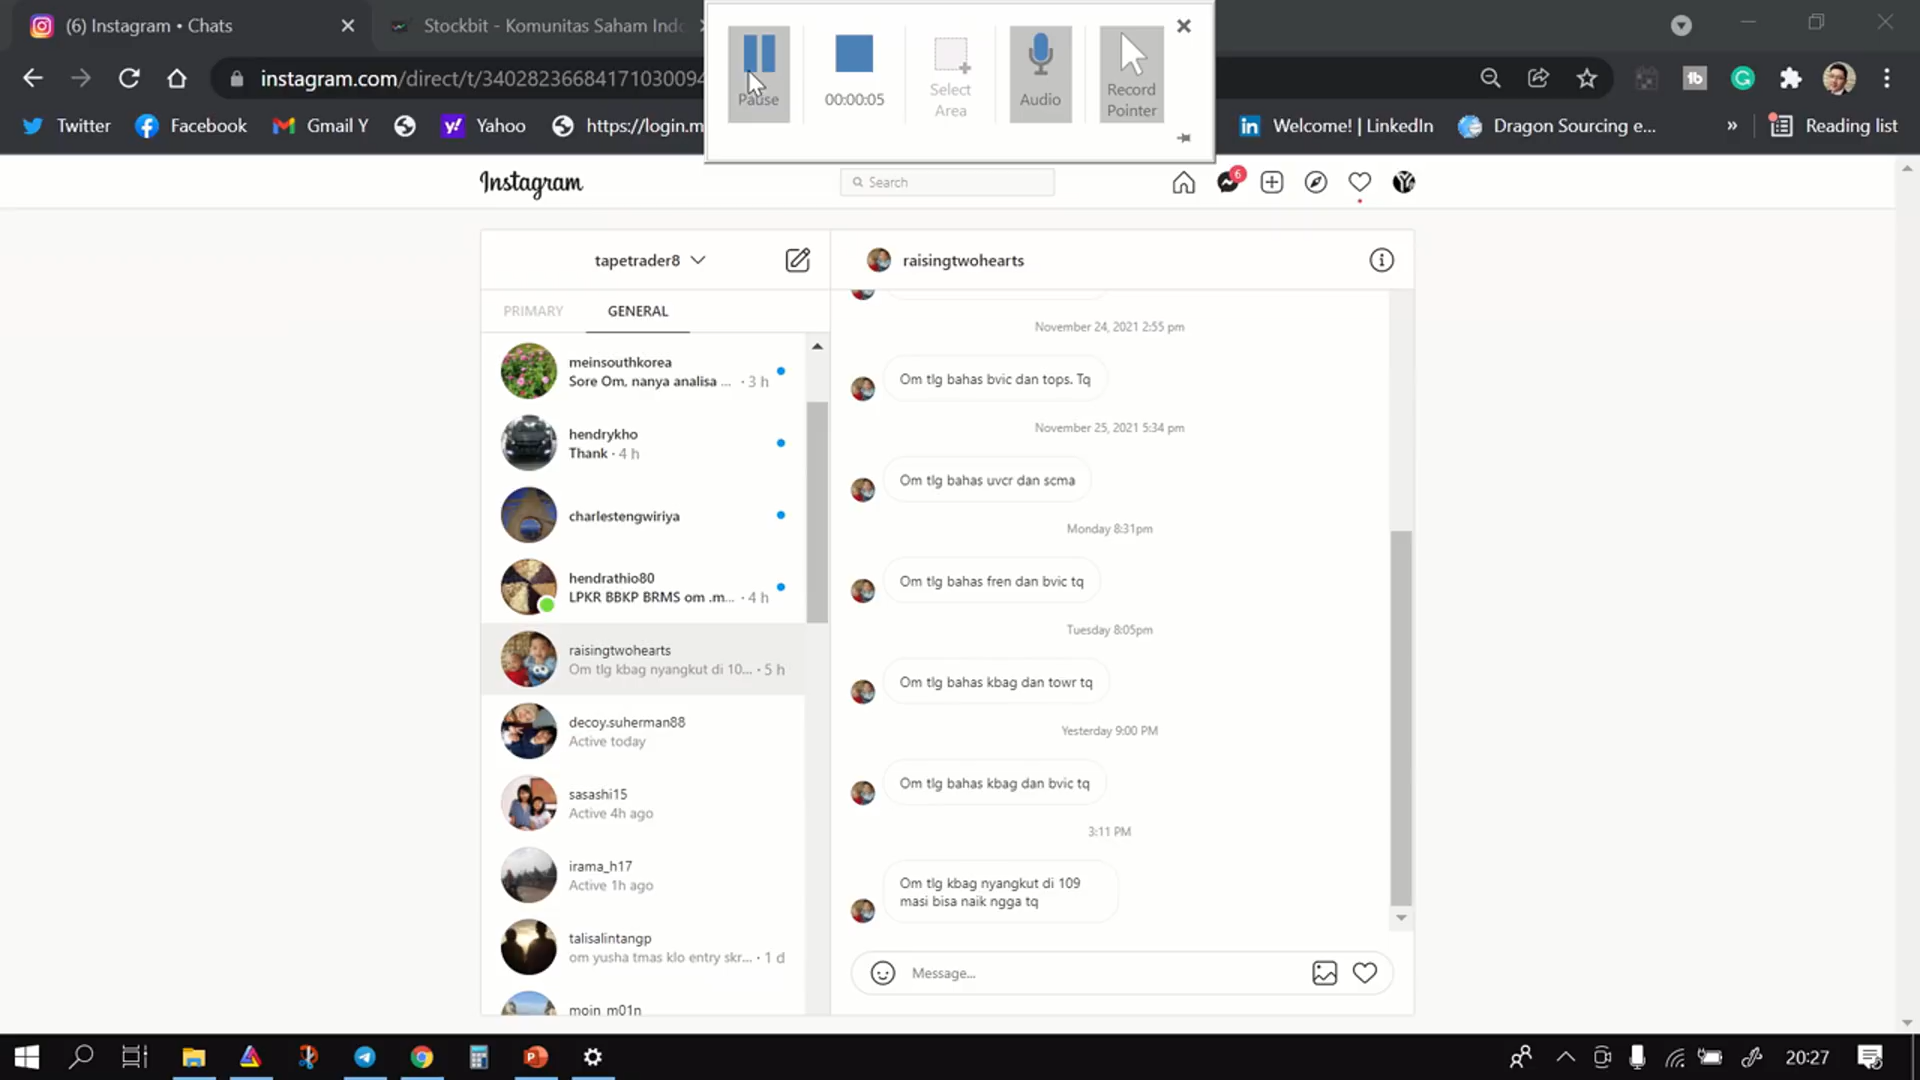 (6) Instagram • Chats
Stockbit - Komunitas Saham Indo
Pause
00:00:05
Select
Area
Audio
Record
Pointer
instagram.com/direct/t/34028236684171030094
Twitter
Facebook
Gmail Y
Yahoo
https://login.m
Welcome! | LinkedIn
Dragon Sourcing e...
»
Reading list
Instagram
Search
6
tapetrader8
raisingtwohearts
PRIMARY
GENERAL
meinsouthkorea
Sore Om, nanya analisa ... · 3 h
hendrykho
Thank · 4 h
charlestengwiriya
hendrathio80
LPKR BBKP BRMS om .m... · 4 h
raisingtwohearts
Om tlg kbag nyangkut di 10... · 5 h
decoy.suherman88
Active today
sasashi15
Active 4h ago
irama_h17
Active 1h ago
talisalintangp
om yusha tmas klo entry skr... · 1 d
moin_m01n
November 24, 2021 2:55 pm
Om tlg bahas bvic dan tops. Tq
November 25, 2021 5:34 pm
Om tlg bahas uvcr dan scma
Monday 8:31pm
Om tlg bahas fren dan bvic tq
Tuesday 8:05pm
Om tlg bahas kbag dan towr tq
Yesterday 9:00 PM
Om tlg bahas kbag dan bvic tq
3:11 PM
Om tlg kbag nyangkut di 109
masi bisa naik ngga tq
Message...
20:27